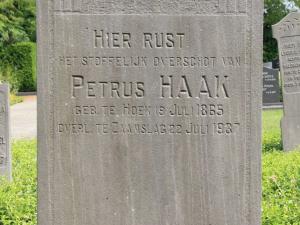 HIER RUST
HET STOFFELIJK OVERSCHOT VAN
PETRUS HAAK
GEB. TE HOEK 19 JULI 1865
OVERL. TE ZAAMSLAG 22 JULI 1937